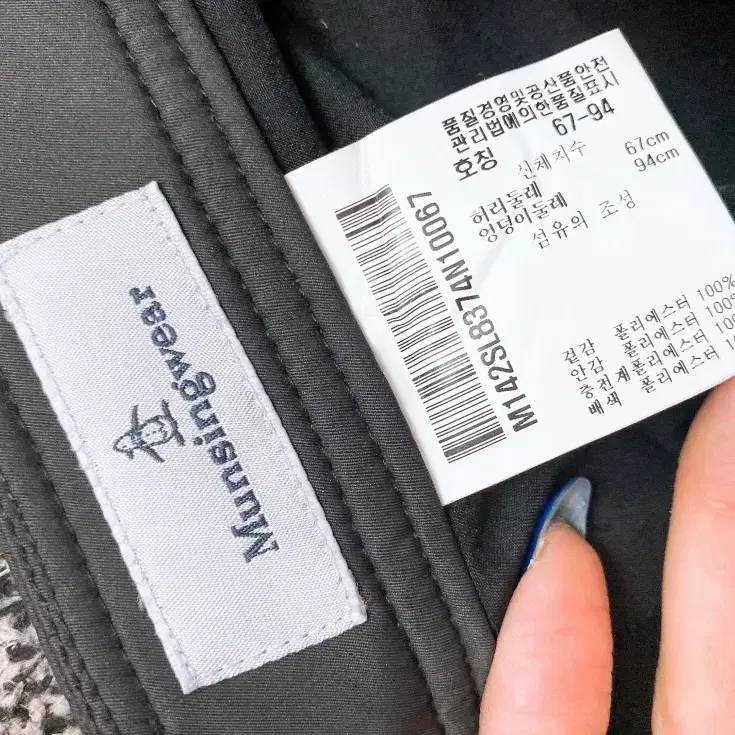 Munsingwear
품질경영및공산품안전
관리법에의한품질표시
호칭 67-94
신체치수
허리둘레 67cm
엉덩이둘레 94cm
섬유의 조성
겉감 폴리에스터 100%
안감 폴리에스터 100%
충전재폴리에스터 100%
배색 폴리에스터 100%
M142SL8374N10067